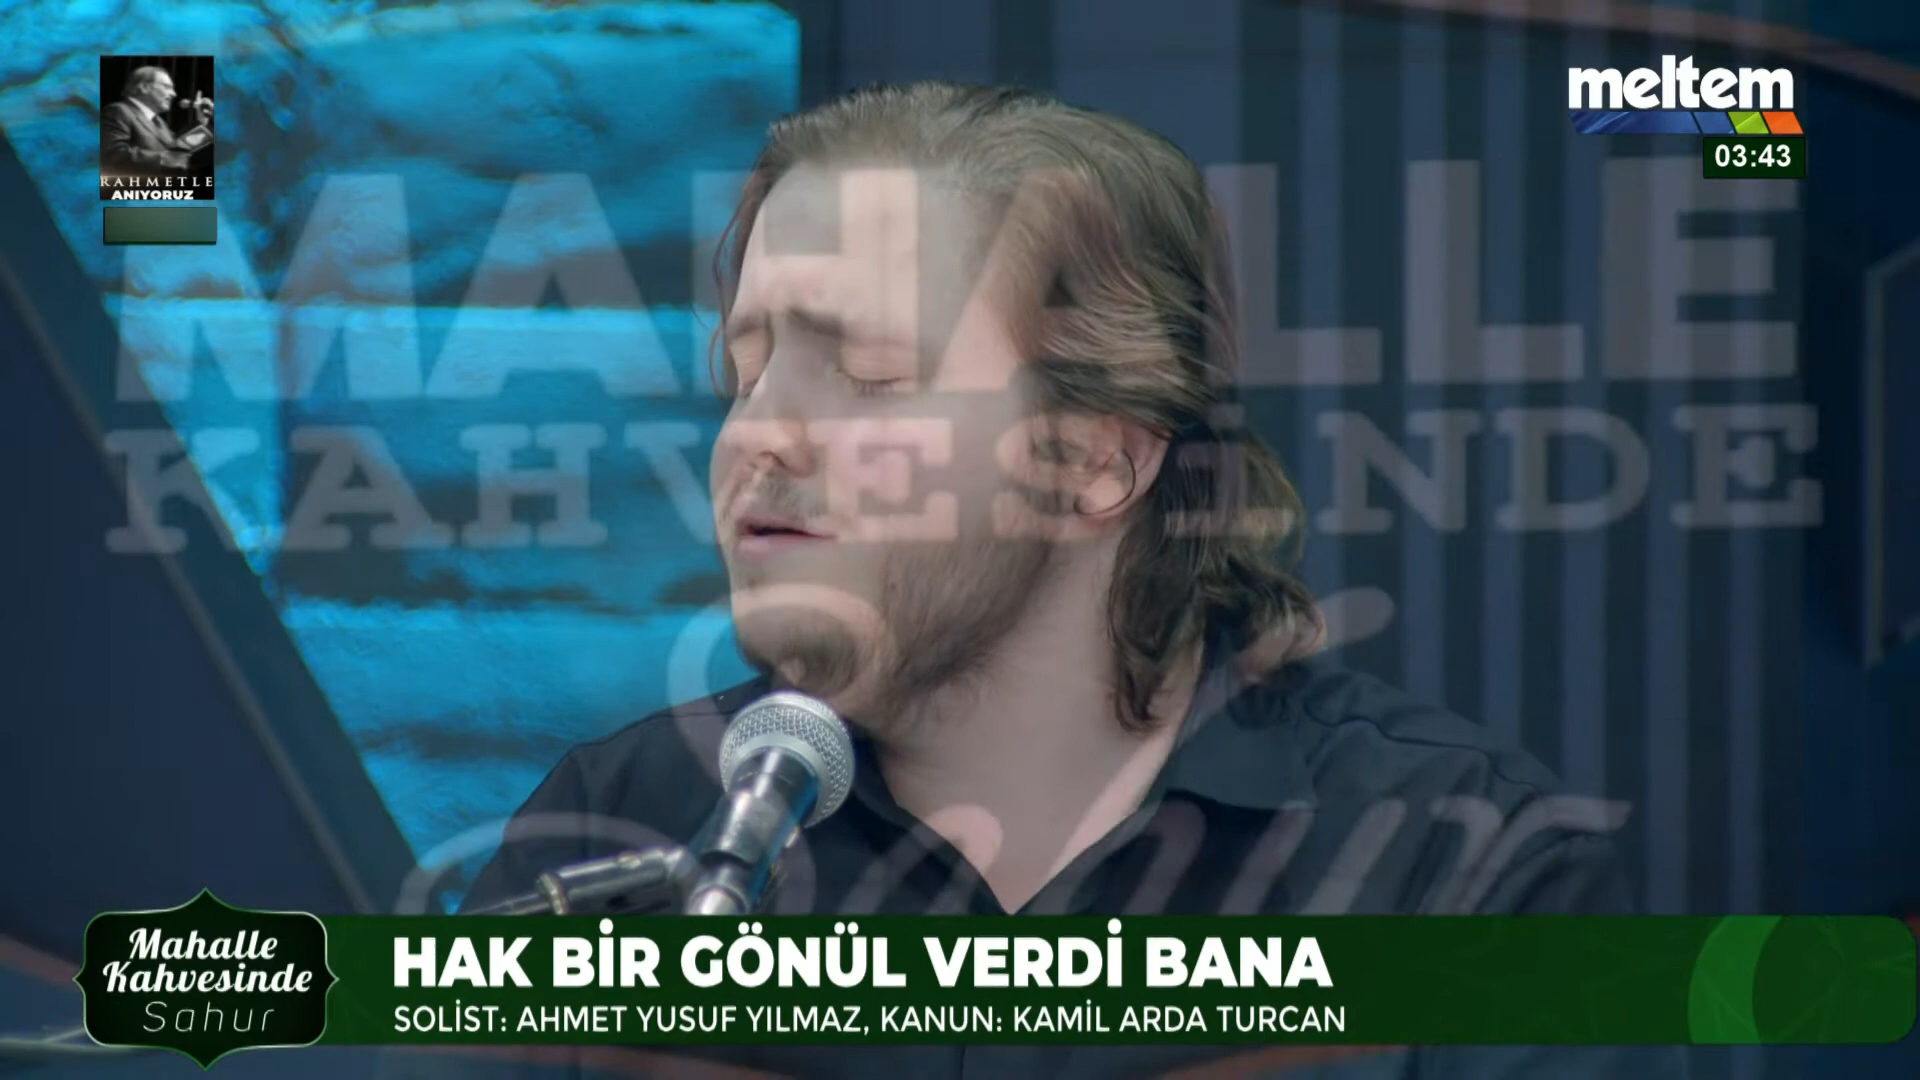 RAHMETLE
ANIYORUZ
meltem
03:43
MAHALLE
KAHVESİNDE
Sahur
Mahalle
Kahvesinde
Sahur
HAK BİR GÖNÜL VERDİ BANA
SOLİST: AHMET YUSUF YILMAZ, KANUN: KAMİL ARDA TURCAN